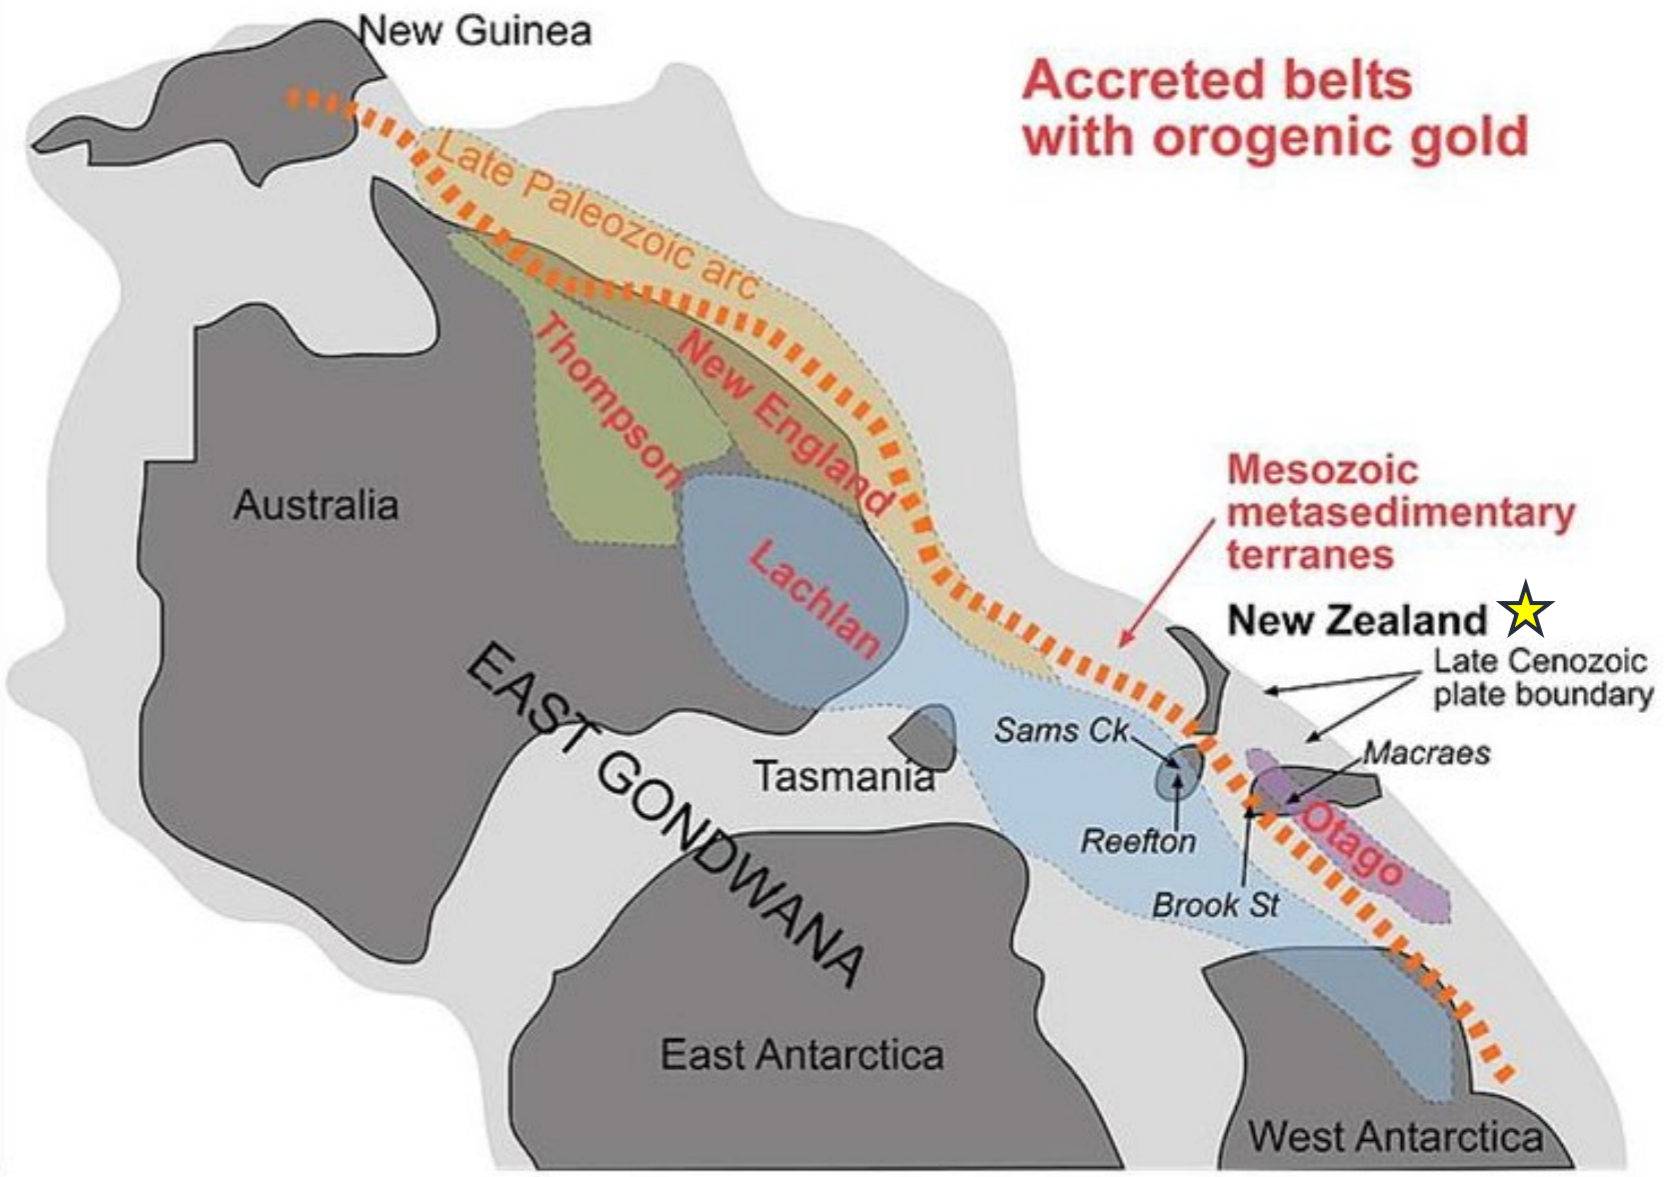 New Guinea
Accreted belts
with orogenic gold
Late Paleozoic arc
Thompson
New England
Australia
Mesozoic
metasedimentary
terranes
Lachlan
New Zealand
Late Cenozoic
plate boundary
EAST GONDWANA
Sams Ck
Macraes
Tasmania
Otago
Reefton
Brook St
East Antarctica
West Antarctica